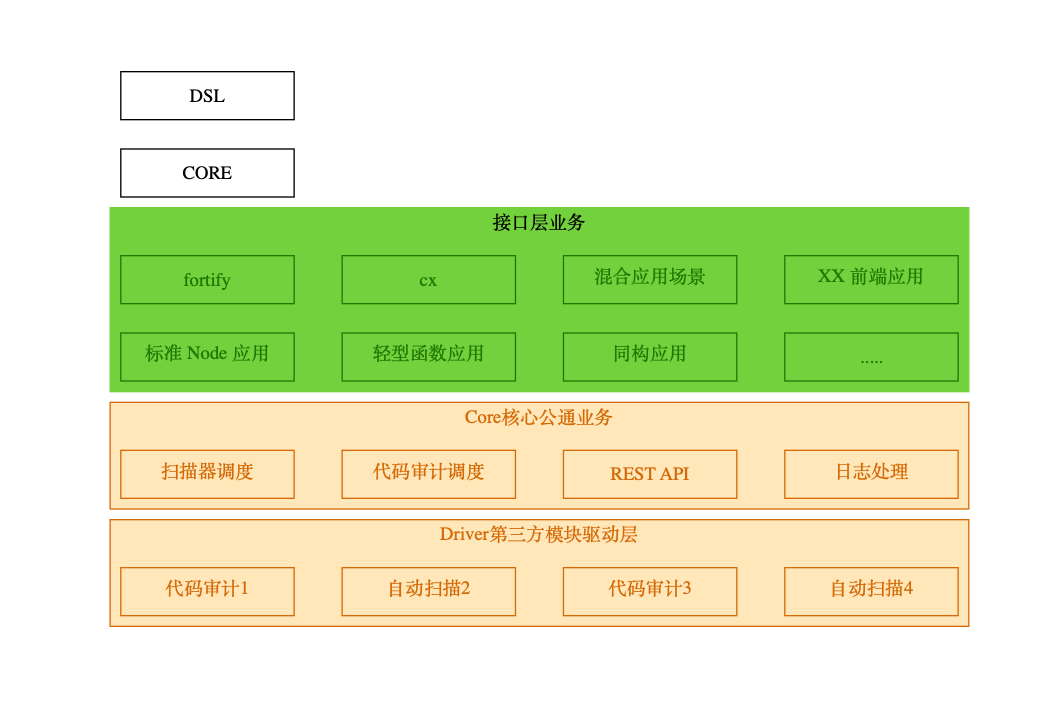 DSL
CORE
接口层业务
fortify
cx
混合应用场景
XX 前端应用
标准 Node 应用
轻型函数应用
同构应用
.....
Core核心公通业务
扫描器调度
代码审计调度
REST API
日志处理
Driver第三方模块驱动层
代码审计1
自动扫描2
代码审计3
自动扫描4